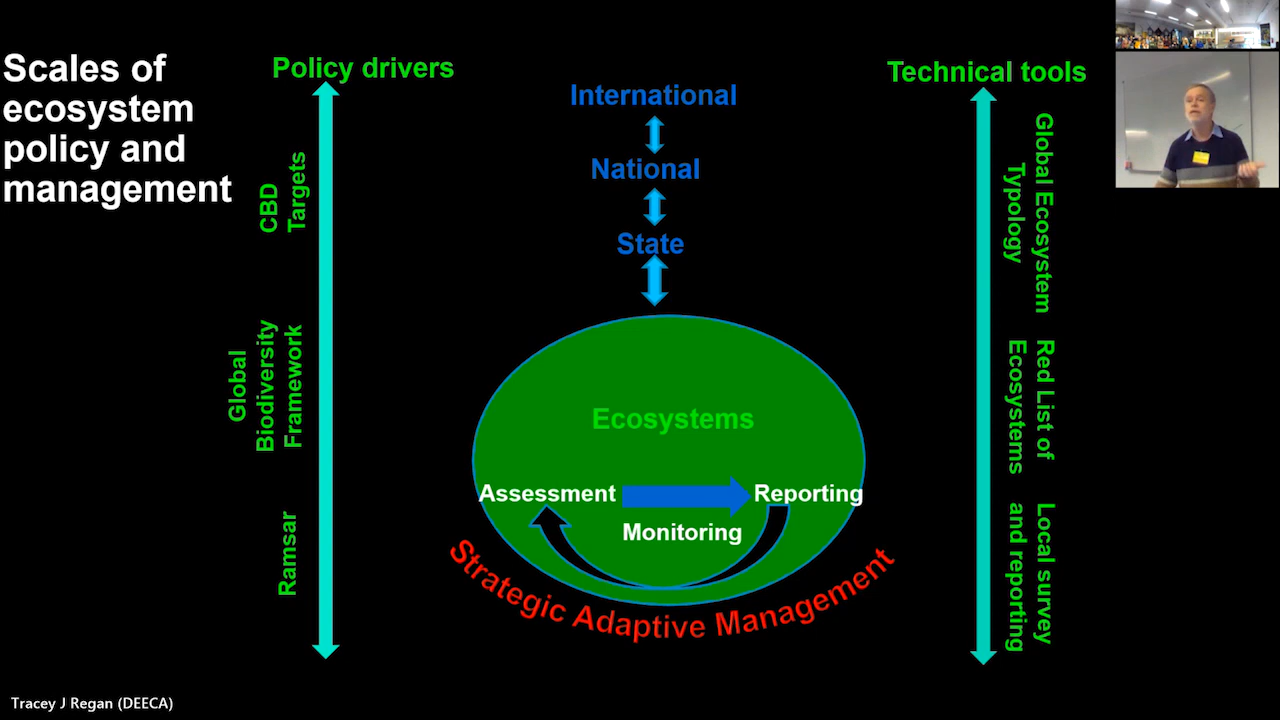 Scales of
ecosystem
policy and
management
Policy drivers
CBD
Targets
Global
Biodiversity
Framework
Ramsar
International
National
State
Ecosystems
Assessment
Reporting
Monitoring
Strategic Adaptive Management
Technical tools
Global Ecosystem
Typology
Red List of
Ecosystems
Local survey
and reporting
Tracey J Regan (DEECA)